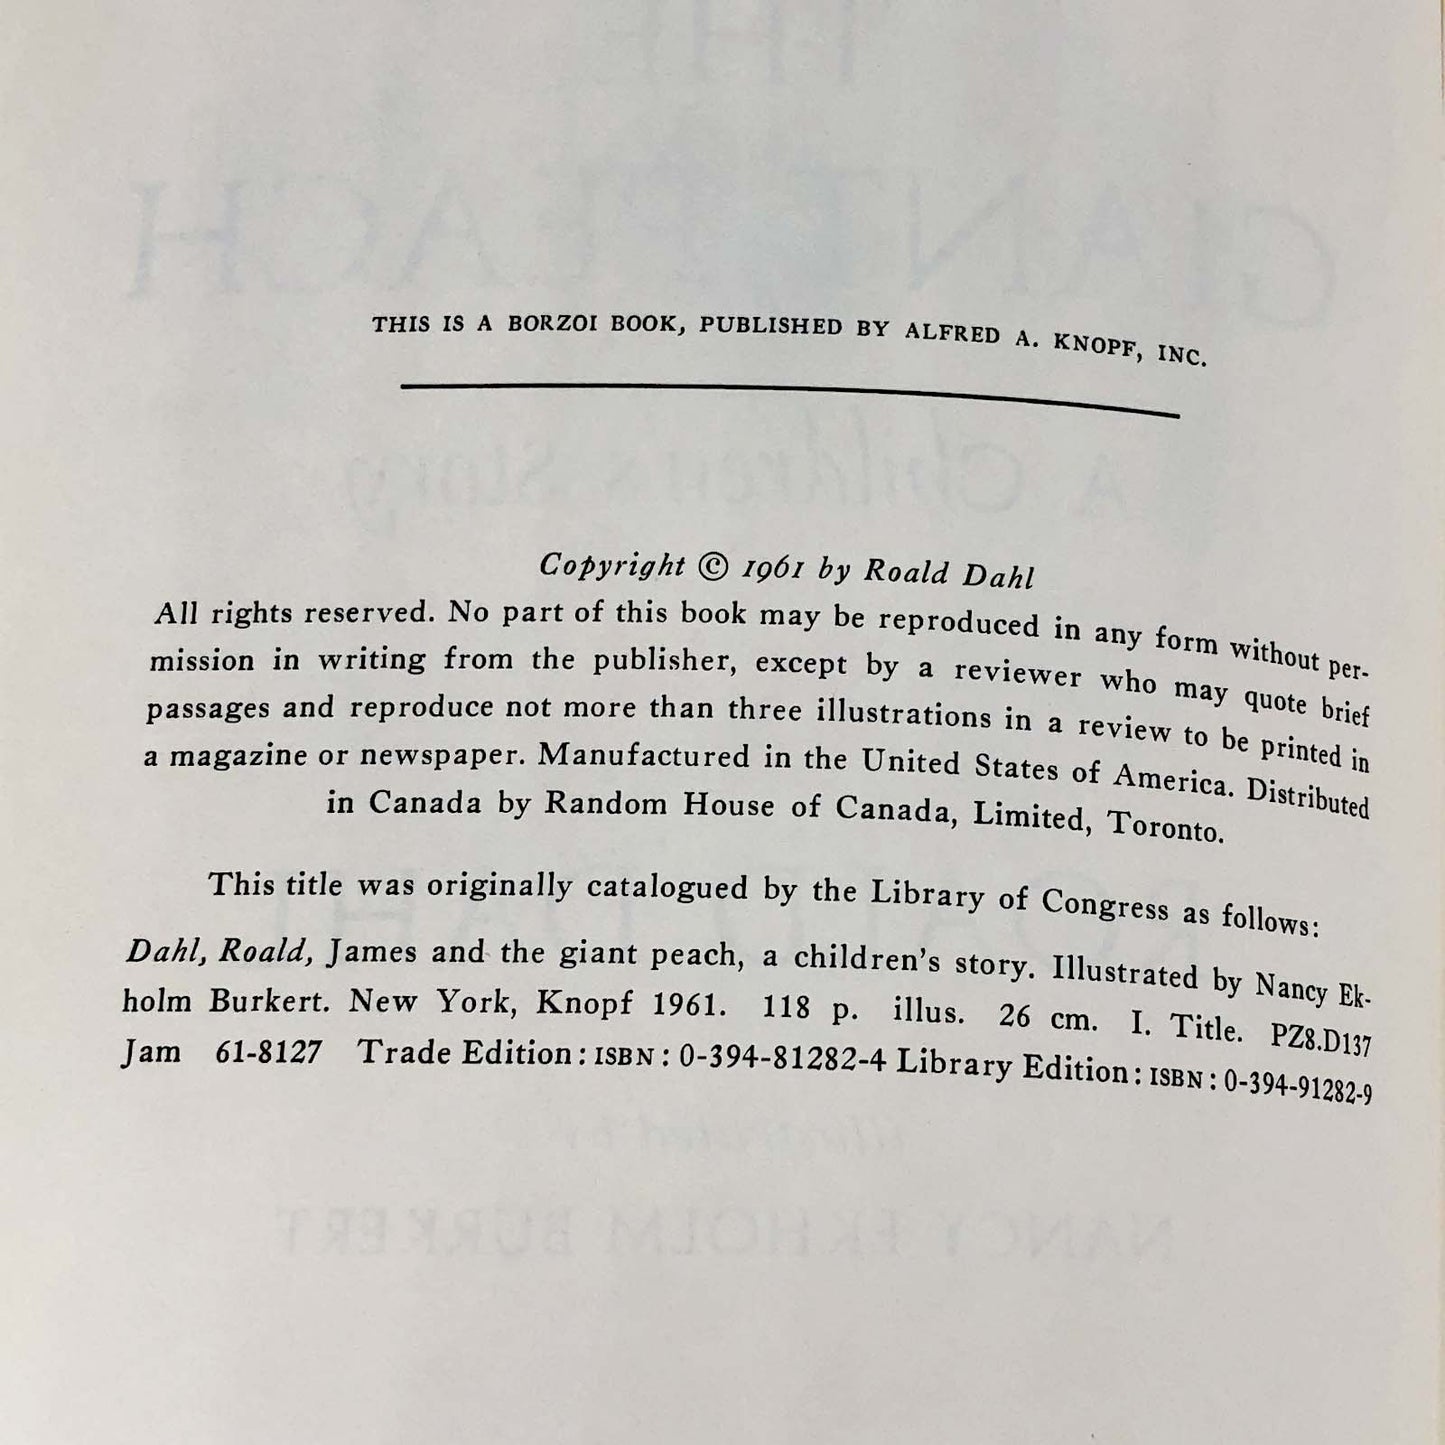 THIS IS A BORZOI BOOK, PUBLISHED BY ALFRED A. KNOPF, INC.
Copyright © 1961 by Roald Dahl
All rights reserved. No part of this book may be reproduced in any form without per-
mission in writing from the publisher, except by a reviewer who may quote brief
passages and reproduce not more than three illustrations in a review to be printed in
a magazine or newspaper. Manufactured in the United States of America. Distributed
in Canada by Random House of Canada, Limited, Toronto.
This title was originally catalogued by the Library of Congress as follows:
Dahl, Roald, James and the giant peach, a children's story. Illustrated by Nancy Ek-
holm Burkert. New York, Knopf 1961. 118 p. illus. 26 cm. I. Title. PZ8.D137
Jam 61-8127 Trade Edition: ISBN: 0-394-81282-4 Library Edition: ISBN: 0-394-91282-9